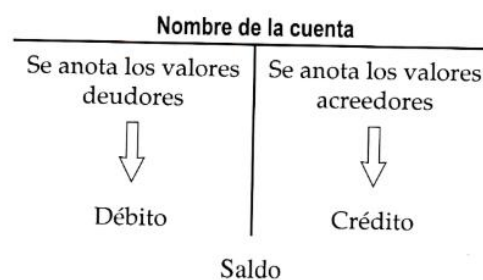 Nombre de la cuenta
Se anota los valores
deudores
Débito
Se anota los valores
acreedores
Crédito
Saldo